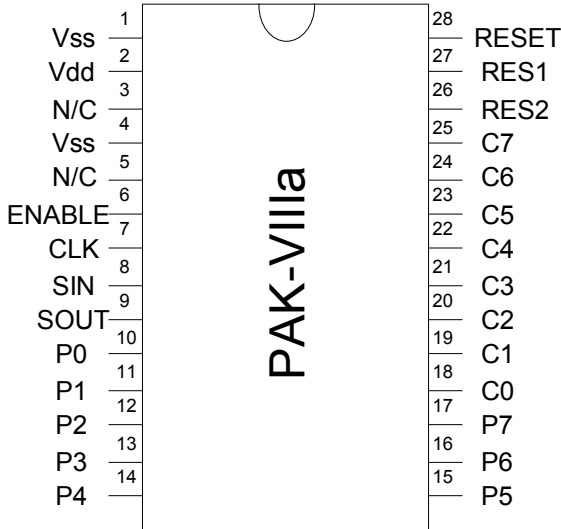 1 28
Vss RESET
2 27
Vdd RES1
3 26
N/C RES2
4 25
Vss C7
5 24
N/C C6
6 23
ENABLE C5
7 22
CLK C4
8 21
SIN C3
9 20
SOUT C2
10 19
P0 C1
11 18
P1 C0
12 17
P2 P7
13 16
P3 P6
14 15
P4 P5
PAK-VIIIa